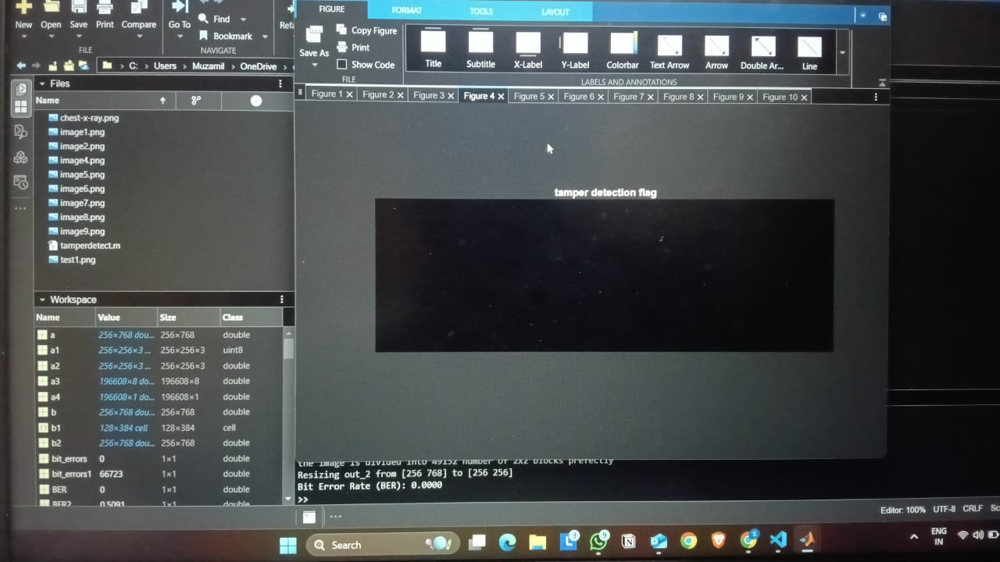 FIGURE FORMAT TOOLS LAYOUT
New Open Save Print Compare Go To Find
Bookmark
FILE NAVIGATE
Save As Copy Figure
Print
Show Code
FILE
Title Subtitle X-Label Y-Label Colorbar Text Arrow Arrow Double Ar... Line
LABELS AND ANNOTATIONS
C: Users Muzamil OneDrive
Figure 1 Figure 2 Figure 3 Figure 4 Figure 5 Figure 6 Figure 7 Figure 8 Figure 9 Figure 10
Files
Name
chest-x-ray.png
image1.png
image2.png
image4.png
image5.png
image6.png
image7.png
image8.png
image9.png
tamperdetect.m
test1.png
tamper detection flag
Workspace
Name Value Size Class
a 256×768 dou... 256×768 double
a1 256×256×3 ... 256×256×3 uint8
a2 256×256×3 ... 256×256×3 double
a3 196608×8 do... 196608×8 double
a4 196608×1 do... 196608×1 double
b 256×768 dou... 256×768 double
b1 128×384 cell 128×384 cell
b2 256×768 dou... 256×768 double
bit_errors 0 1×1 double
bit_errors1 66723 1×1 double
BER 0 1×1 double
BER2 0.5091 1×1 double
the image is divided into 49152 number of 2x2 blocks prefectly
Resizing out_2 from [256 768] to [256 256]
Bit Error Rate (BER): 0.0000
>>
Editor: 100% UTF-8 CRLF
Search
3
9
S
ENG
IN